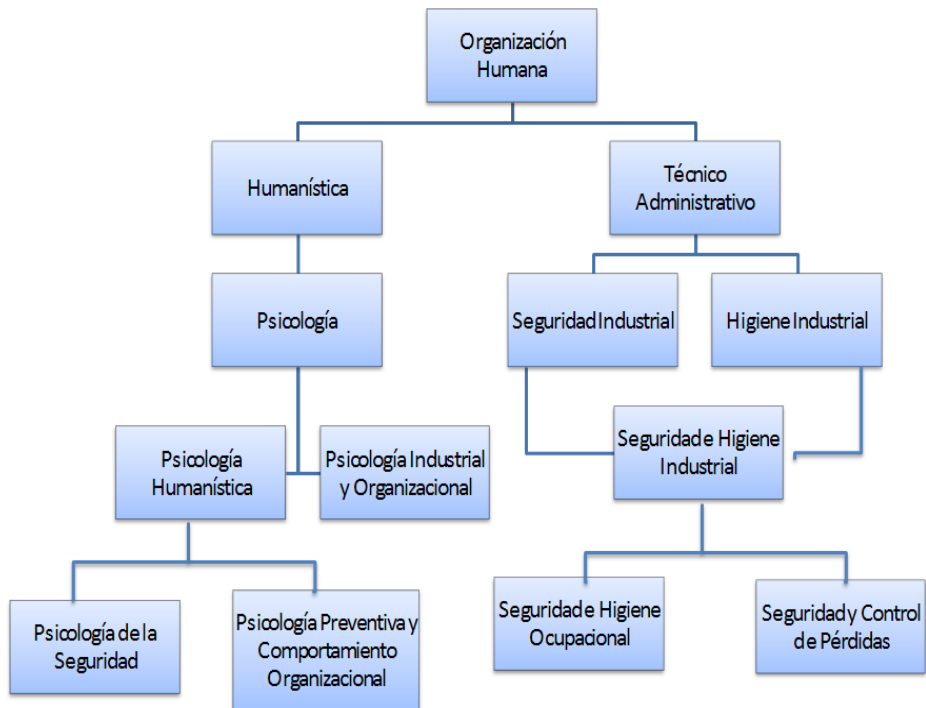 Organización
Humana
Humanística
Técnico
Administrativo
Psicología
Seguridad Industrial
Higiene Industrial
Psicología
Humanística
Psicología Industrial
y Organizacional
Seguridad e Higiene
Industrial
Psicología de la
Seguridad
Psicología Preventiva y
Comportamiento
Organizacional
Seguridad e Higiene
Ocupacional
Seguridad y Control
de Pérdidas